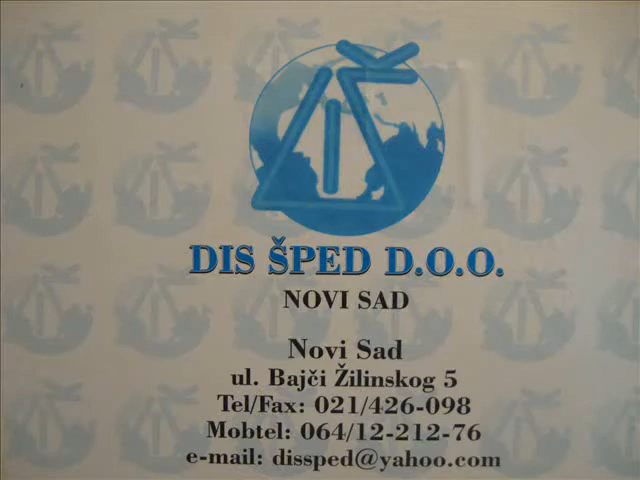 DIS ŠPED D.O.O.
NOVI SAD
Novi Sad
ul. Bajči Žilinskog 5
Tel/Fax: 021/426-098
Mobtel: 064/12-212-76
e-mail: dissped@yahoo.com